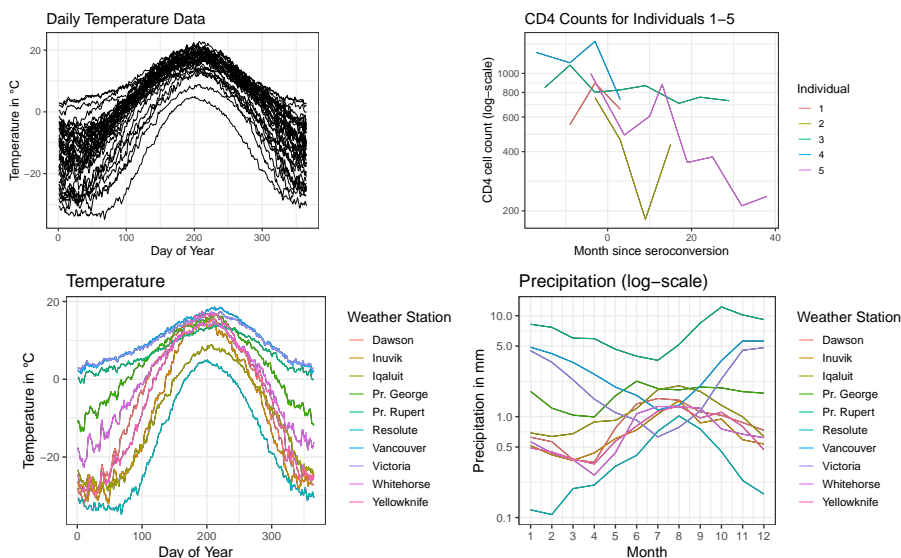 Daily Temperature Data
Temperature in °C
20
0
−20
0
100
200
300
Day of Year
CD4 Counts for Individuals 1−5
CD4 cell count (log−scale)
1000
800
600
400
200
0
20
40
Month since seroconversion
Individual
1
2
3
4
5
Temperature
Temperature in °C
20
0
−20
0
100
200
300
Day of Year
Weather Station
Dawson
Inuvik
Iqaluit
Pr. George
Pr. Rupert
Resolute
Vancouver
Victoria
Whitehorse
Yellowknife
Precipitation (log−scale)
Precipitation in mm
10.0
5.0
1.0
0.5
0.1
1 2 3 4 5 6 7 8 9 10 11 12
Month
Weather Station
Dawson
Inuvik
Iqaluit
Pr. George
Pr. Rupert
Resolute
Vancouver
Victoria
Whitehorse
Yellowknife